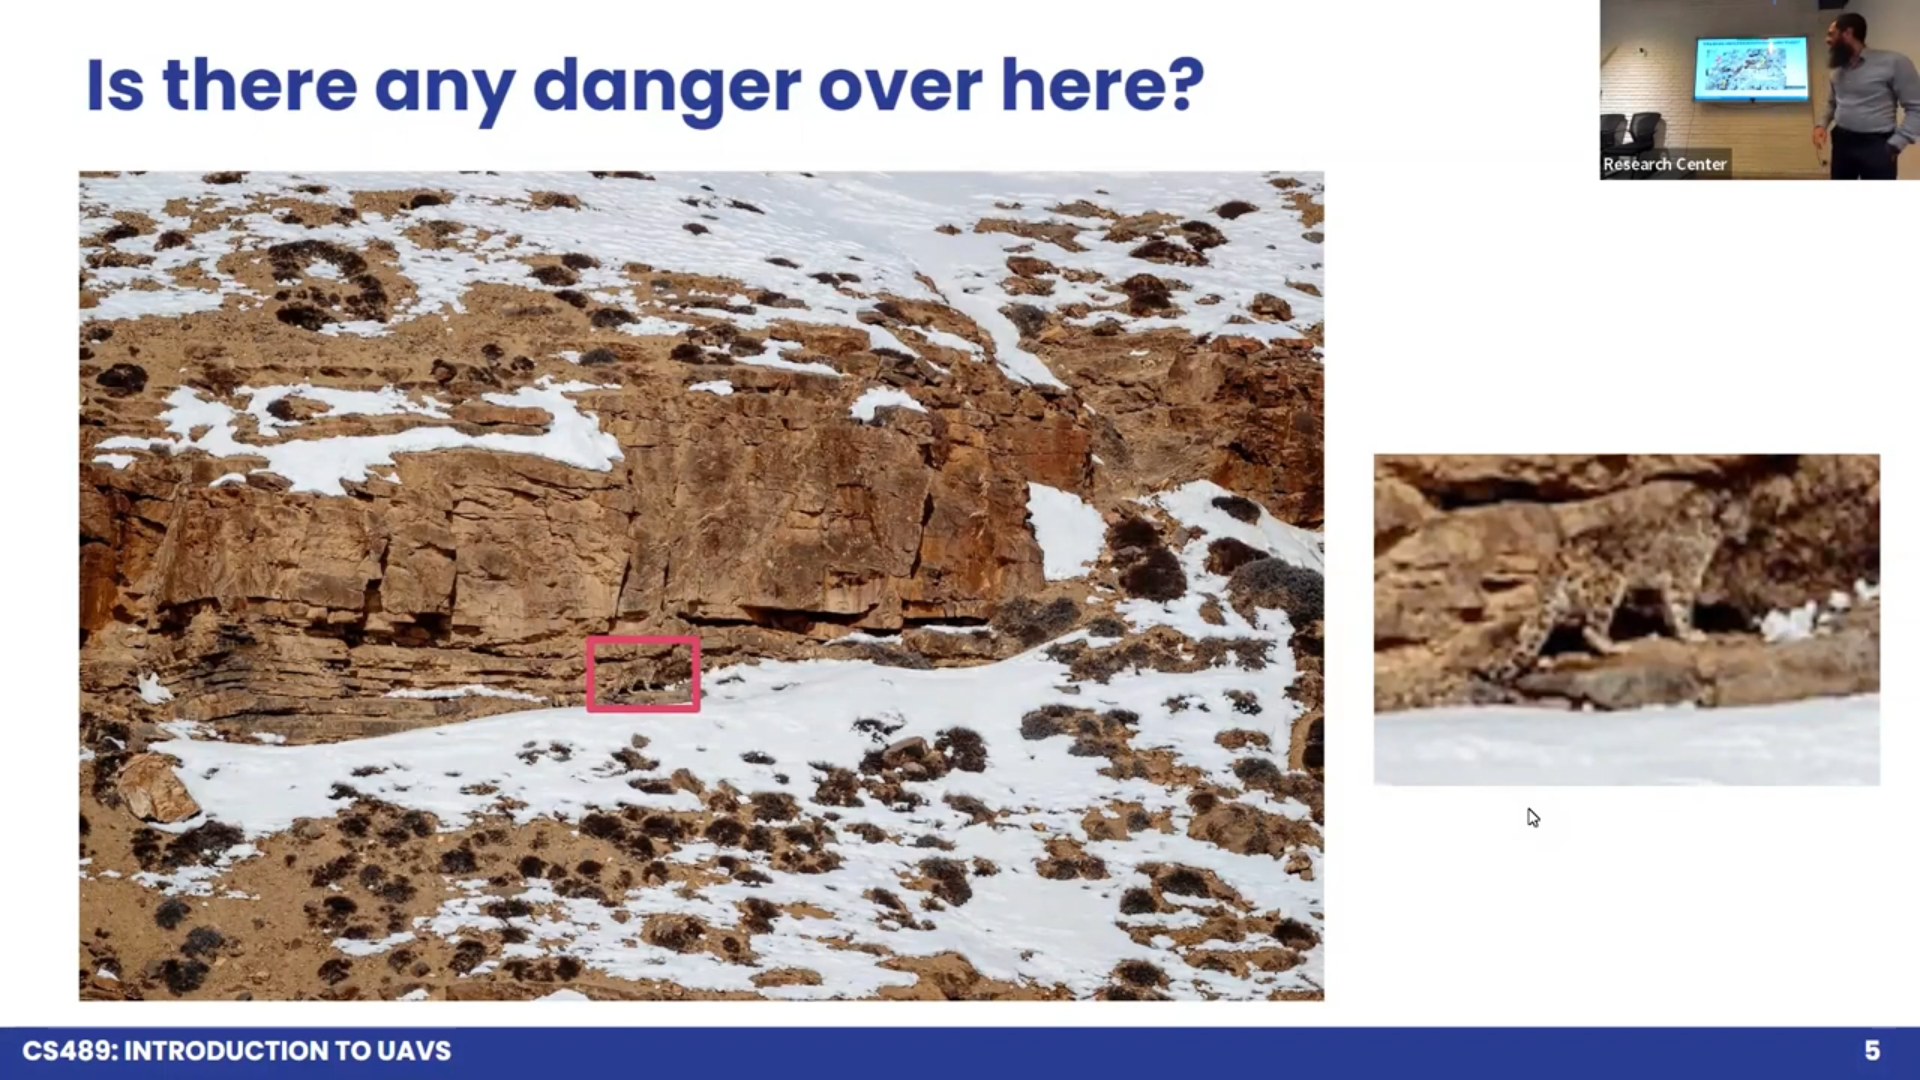 Is there any danger over here?
Research Center
CS489: INTRODUCTION TO UAVS
5